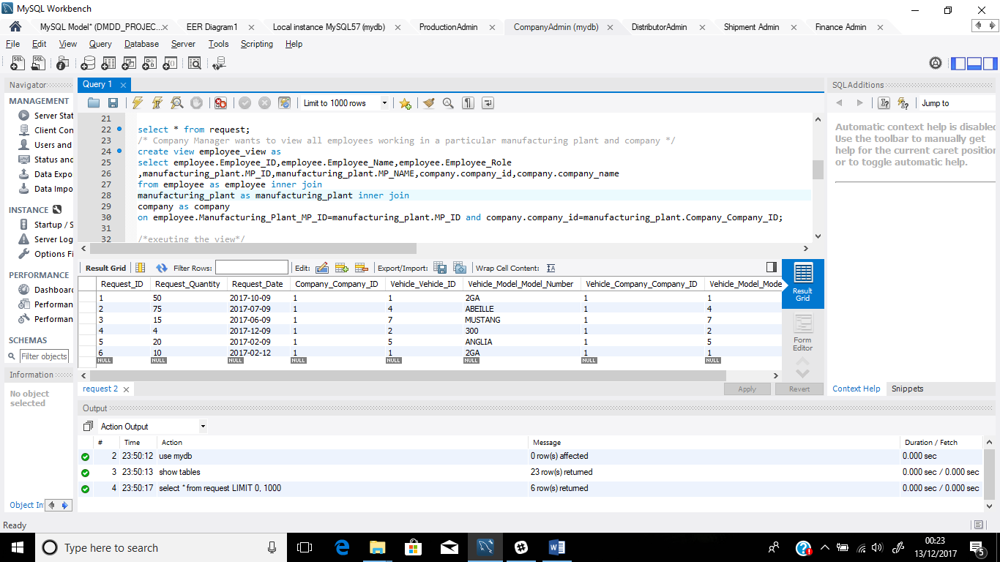 MySQL Workbench
MySQL Model* (DMDD_PROJEC... EER Diagram1 Local instance MySQL57 (mydb) ProductionAdmin CompanyAdmin (mydb) DistributorAdmin Shipment Admin Finance Admin
File Edit View Query Database Server Tools Scripting Help
Navigator
MANAGEMENT
Server Stat
Client Con
Users and
Status and
Data Expo
Data Impo
INSTANCE
Startup / S
Server Log
Options Fi
PERFORMANCE
Dashboard
Performan
Performan
SCHEMAS
Filter objects
Information
No object
selected
Object In
Query 1
Limit to 1000 rows
21
22 select * from request;
23 /* Company Manager wants to view all employees working in a particular manufacturing plant and company */
24 create view employee_view as
25 select employee.Employee_ID,employee.Employee_Name,employee.Employee_Role
26 ,manufacturing_plant.MP_ID,manufacturing_plant.MP_NAME,company.company_id,company.company_name
27 from employee as employee inner join
28 manufacturing_plant as manufacturing_plant inner join
29 company as company
30 on employee.Manufacturing_Plant_MP_ID=manufacturing_plant.MP_ID and company.company_id=manufacturing_plant.Company_Company_ID;
31
32 /*exeuting the view*/
Result Grid Filter Rows: Edit: Export/Import: Wrap Cell Content:
Request_ID Request_Quantity Request_Date Company_Company_ID Vehicle_Vehicle_ID Vehicle_Model_Model_Number Vehicle_Company_Company_ID Vehicle_Model_Mode
1 50 2017-10-09 1 1 2GA 1 1
2 75 2017-07-09 1 4 ABEILLE 1 4
3 15 2017-06-09 1 7 MUSTANG 1 7
4 4 2017-12-09 1 2 300 1 2
5 20 2017-02-09 1 5 ANGLIA 1 5
6 10 2017-02-12 1 1 2GA 1 1
NULL NULL NULL NULL NULL NULL NULL NULL
Result
Grid
Form
Editor
request 2 Apply Revert
SQLAdditions
Jump to
Automatic context help is disabled
Use the toolbar to manually get
help for the current caret position
or to toggle automatic help.
Context Help Snippets
Output
Action Output
# Time Action Message Duration / Fetch
2 23:50:12 use mydb 0 row(s) affected 0.000 sec
3 23:50:13 show tables 23 row(s) returned 0.000 sec / 0.000 sec
4 23:50:17 select * from request LIMIT 0, 1000 6 row(s) returned 0.000 sec / 0.000 sec
Ready
Type here to search
00:23
13/12/2017
5